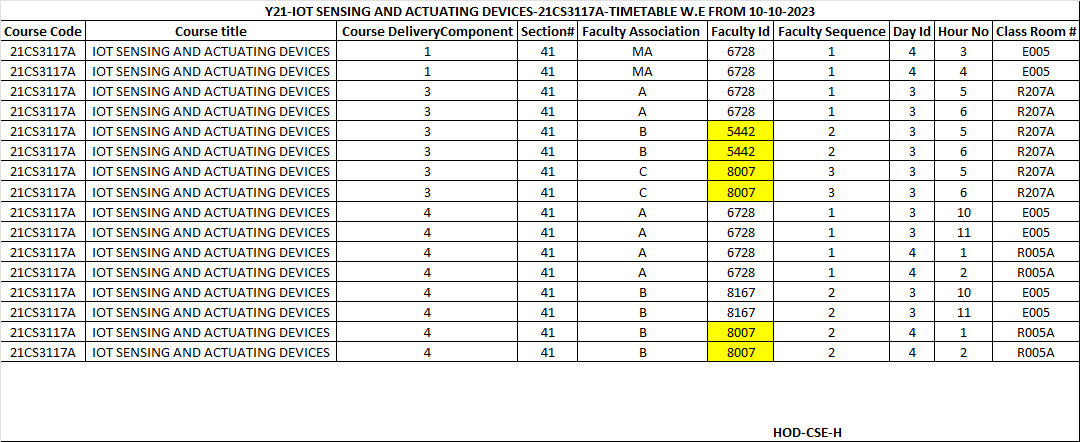 Y21-IOT SENSING AND ACTUATING DEVICES-21CS3117A-TIMETABLE W.E FROM 10-10-2023
Course Code Course title Course DeliveryComponent Section# Faculty Association Faculty Id Faculty Sequence Day Id Hour No Class Room #
21CS3117A IOT SENSING AND ACTUATING DEVICES 1 41 MA 6728 1 4 3 E005
21CS3117A IOT SENSING AND ACTUATING DEVICES 1 41 MA 6728 1 4 4 E005
21CS3117A IOT SENSING AND ACTUATING DEVICES 3 41 A 6728 1 3 5 R207A
21CS3117A IOT SENSING AND ACTUATING DEVICES 3 41 A 6728 1 3 6 R207A
21CS3117A IOT SENSING AND ACTUATING DEVICES 3 41 B 5442 2 3 5 R207A
21CS3117A IOT SENSING AND ACTUATING DEVICES 3 41 B 5442 2 3 6 R207A
21CS3117A IOT SENSING AND ACTUATING DEVICES 3 41 C 8007 3 3 5 R207A
21CS3117A IOT SENSING AND ACTUATING DEVICES 3 41 C 8007 3 3 6 R207A
21CS3117A IOT SENSING AND ACTUATING DEVICES 4 41 A 6728 1 3 10 E005
21CS3117A IOT SENSING AND ACTUATING DEVICES 4 41 A 6728 1 3 11 E005
21CS3117A IOT SENSING AND ACTUATING DEVICES 4 41 A 6728 1 4 1 R005A
21CS3117A IOT SENSING AND ACTUATING DEVICES 4 41 A 6728 1 4 2 R005A
21CS3117A IOT SENSING AND ACTUATING DEVICES 4 41 B 8167 2 3 10 E005
21CS3117A IOT SENSING AND ACTUATING DEVICES 4 41 B 8167 2 3 11 E005
21CS3117A IOT SENSING AND ACTUATING DEVICES 4 41 B 8007 2 4 1 R005A
21CS3117A IOT SENSING AND ACTUATING DEVICES 4 41 B 8007 2 4 2 R005A
HOD-CSE-H